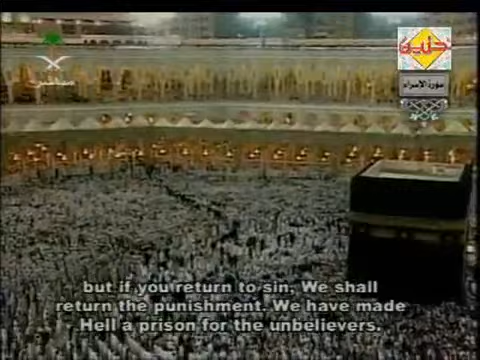 سورة الإسراء
but if you return to sin, We shall
return the punishment. We have made
Hell a prison for the unbelievers.